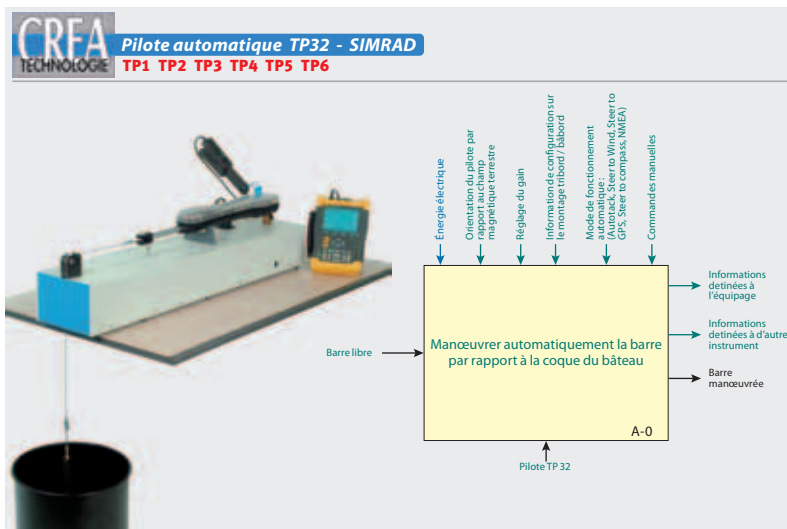 CREA
TECHNOLOGIE
Pilote automatique TP32 - SIMRAD
TP1 TP2 TP3 TP4 TP5 TP6
Énergie électrique
Orientation du pilote par
rapport au champ
magnétique terrestre
Réglage du gain
Information de configuration sur
le montage tribord / bâbord
Mode de fonctionnement
automatique :
(Autotack, Steer to Wind, Steer to
GPS, Steer to compass, NMEA)
Commandes manuelles
Informations
detinées à
l'équipage
Informations
detinées à d'autre
instrument
Barre libre
Manœuvrer automatiquement la barre
par rapport à la coque du bâteau
Barre
manœuvrée
A-0
Pilote TP 32